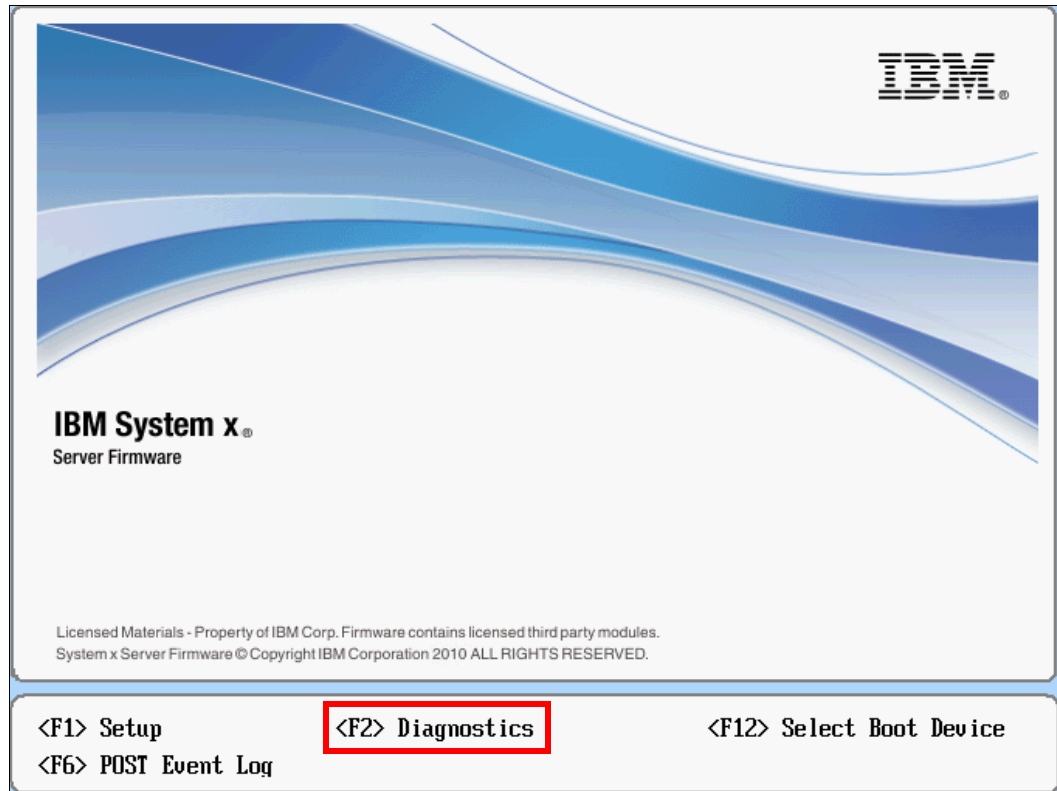 IBM®
IBM System x®
Server Firmware
Licensed Materials - Property of IBM Corp. Firmware contains licensed third party modules.
System x Server Firmware © Copyright IBM Corporation 2010 ALL RIGHTS RESERVED.
<F1> Setup <F2> Diagnostics <F12> Select Boot Device
<F6> POST Event Log